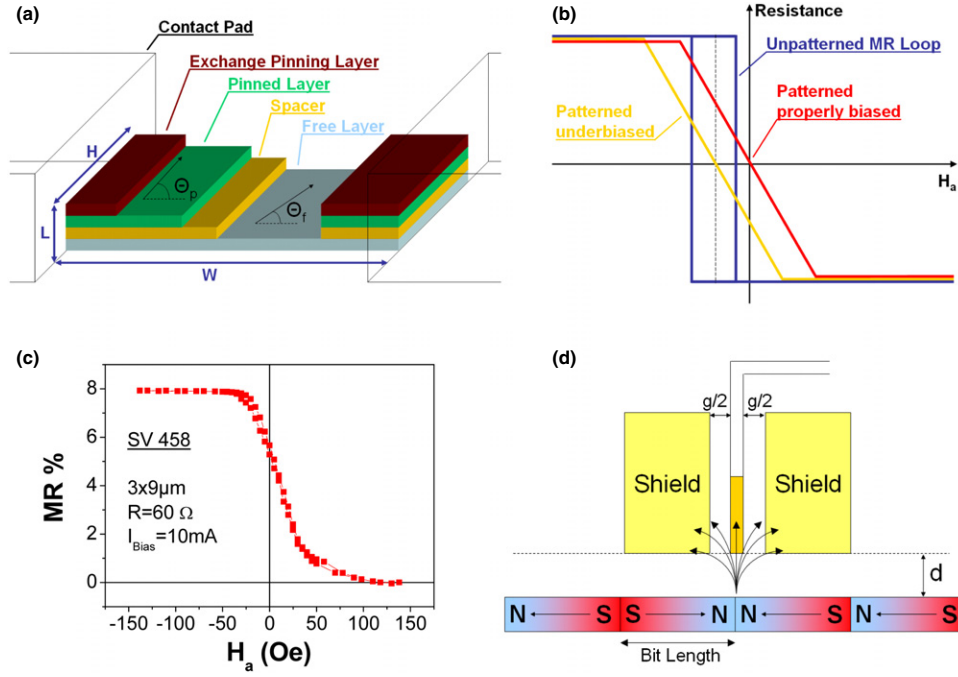 (a)
Contact Pad
Exchange Pinning Layer
Pinned Layer
Spacer
Free Layer
H
Θp
Θf
L
W
(b)
Resistance
Unpatterned MR Loop
Patterned
underbiased
Patterned
properly biased
Ha
(c)
MR %
8
6
4
2
0
SV 458
3x9µm
R=60 Ω
IBias=10mA
-150 -100 -50 0 50 100 150
Ha (Oe)
(d)
g/2 g/2
Shield Shield
d
N S S N N S N S
Bit Length